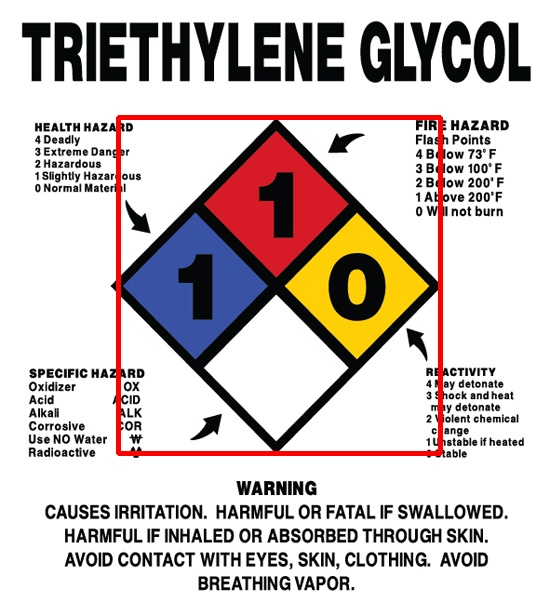 TRIETHYLENE GLYCOL
HEALTH HAZARD
4 Deadly
3 Extreme Danger
2 Hazardous
1 Slightly Hazardous
0 Normal Material
FIRE HAZARD
Flash Points
4 Below 73° F
3 Below 100° F
2 Below 200° F
1 Above 200° F
0 Will not burn
1
1
0
SPECIFIC HAZARD
Oxidizer OX
Acid ACID
Alkali ALK
Corrosive COR
Use NO Water W
Radioactive
REACTIVITY
4 May detonate
3 Shock and heat
may detonate
2 Violent chemical
change
1 Unstable if heated
0 Stable
WARNING
CAUSES IRRITATION. HARMFUL OR FATAL IF SWALLOWED.
HARMFUL IF INHALED OR ABSORBED THROUGH SKIN.
AVOID CONTACT WITH EYES, SKIN, CLOTHING. AVOID
BREATHING VAPOR.